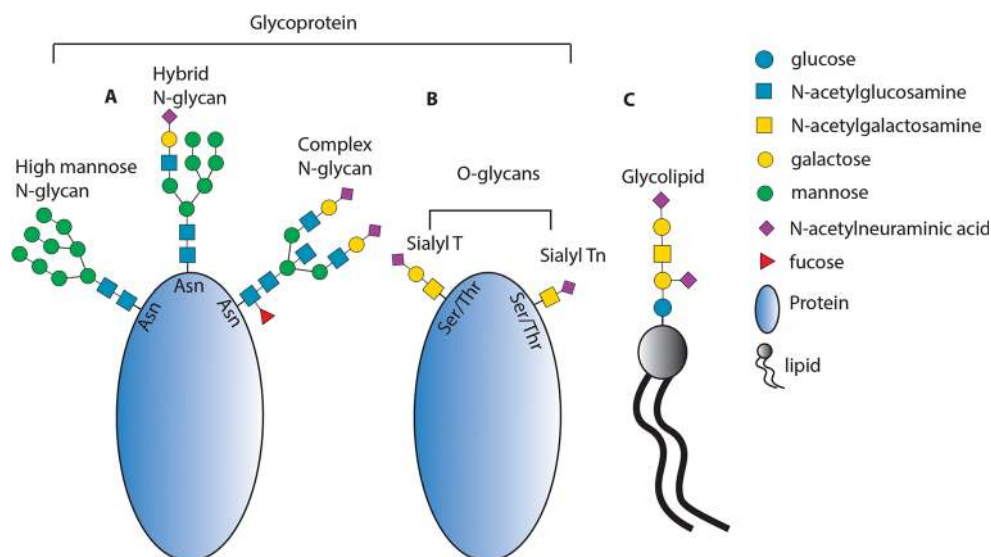 Glycoprotein
A
Hybrid
N-glycan
B
C
High mannose
N-glycan
Complex
N-glycan
O-glycans
Glycolipid
Sialyl T
Sialyl Tn
Asn
Asn
Asn
Ser/Thr
Ser/Thr
glucose
N-acetylglucosamine
N-acetylgalactosamine
galactose
mannose
N-acetylneuraminic acid
fucose
Protein
lipid